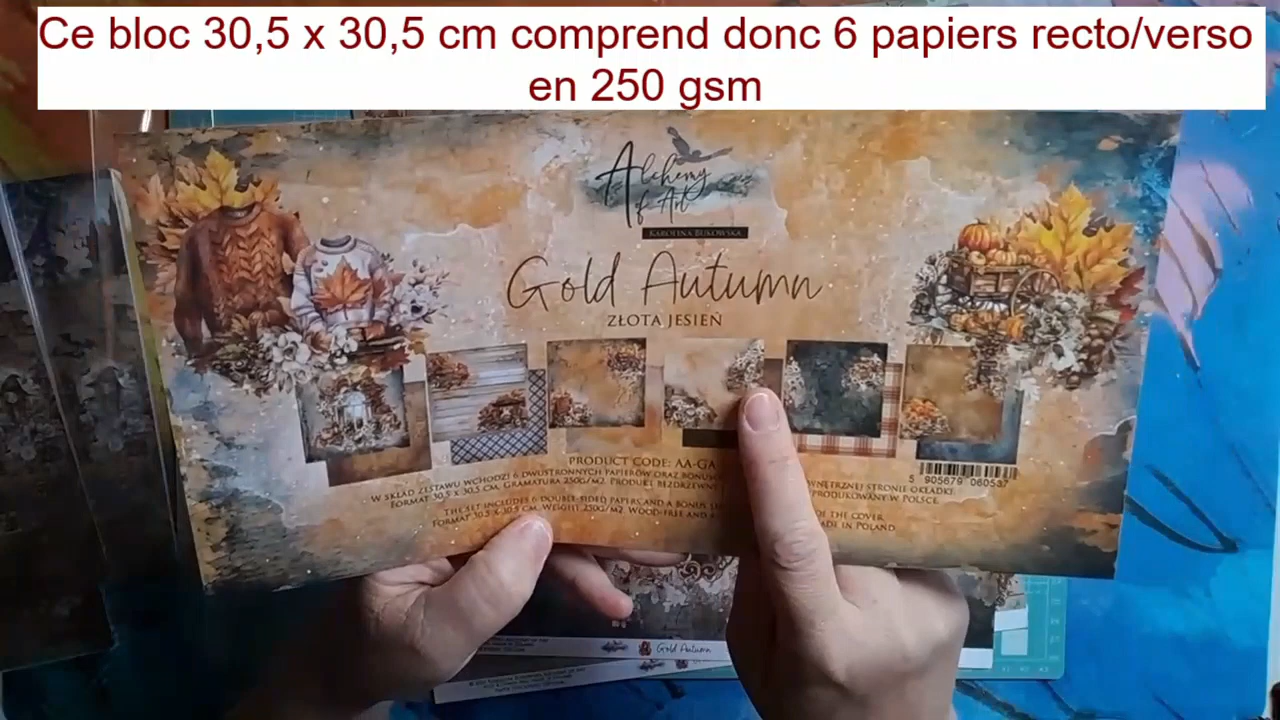 Ce bloc 30,5 x 30,5 cm comprend donc 6 papiers recto/verso
en 250 gsm
Alchemy
of Art
KAROLINA BUKOWSKA
Gold Autumn
ZŁOTA JESIEŃ
PRODUCT CODE: AA-GA
W SKŁAD ZESTAWU WCHODZI 6 DWUSTRONNYCH PAPIERÓW ORAZ BONUS WNĘTRZNEJ STRONIE OKŁADKI.
FORMAT 30,5 X 30,5 CM, GRAMATURA 250G/M2. PRODUKT BEZDRZEWNY PRODUKOWANY W POLSCE.
THE SET INCLUDES 6 DOUBLE-SIDED PAPERS AND A BONUS OF THE COVER.
FORMAT 30.5 X 30.5 CM, WEIGHT 250G/M2. WOOD-FREE AND MADE IN POLAND
5 905679 060537
Gold Autumn